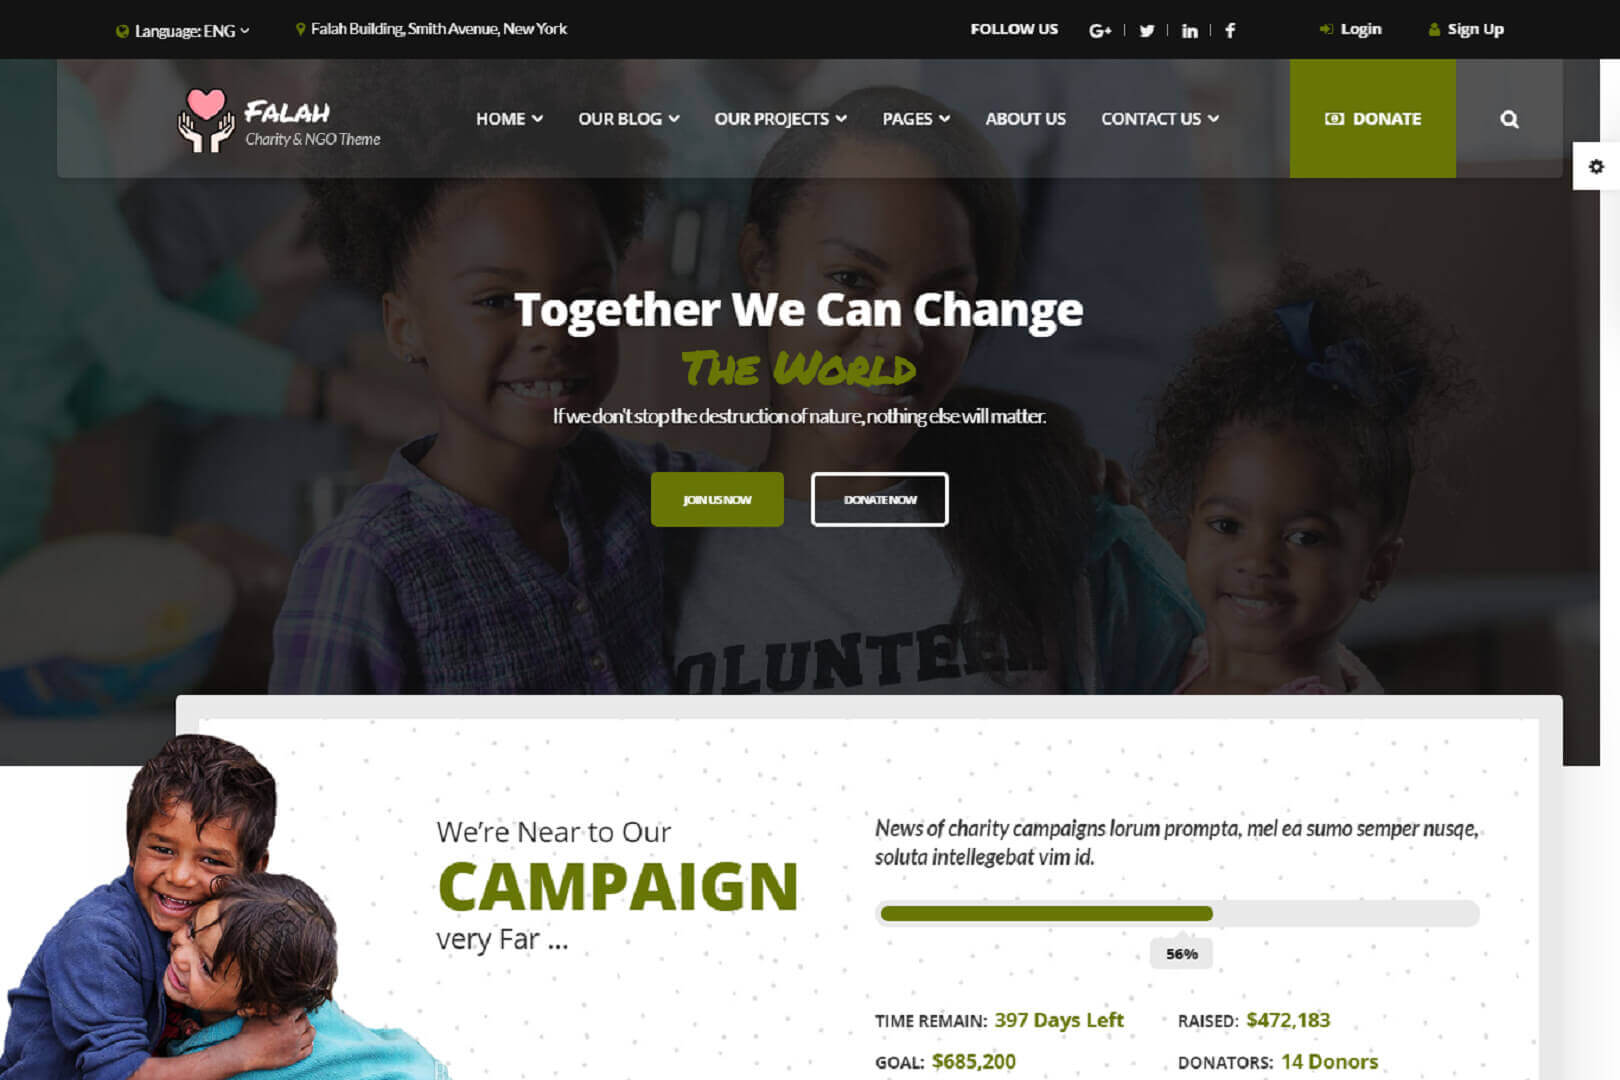 Language: ENG
Falah Building, Smith Avenue, New York
FOLLOW US
G+
Login
Sign Up
FALAH
Charity & NGO Theme
HOME
OUR BLOG
OUR PROJECTS
PAGES
ABOUT US
CONTACT US
DONATE
Together We Can Change
THE WORLD
If we don't stop the destruction of nature, nothing else will matter.
JOIN US NOW
DONATE NOW
VOLUNTEER
We're Near to Our
CAMPAIGN
very Far ...
News of charity campaigns lorum prompta, mel ea sumo semper nusqe,
soluta intellegebat vim id.
56%
TIME REMAIN: 397 Days Left
RAISED: $472,183
GOAL: $685,200
DONATORS: 14 Donors